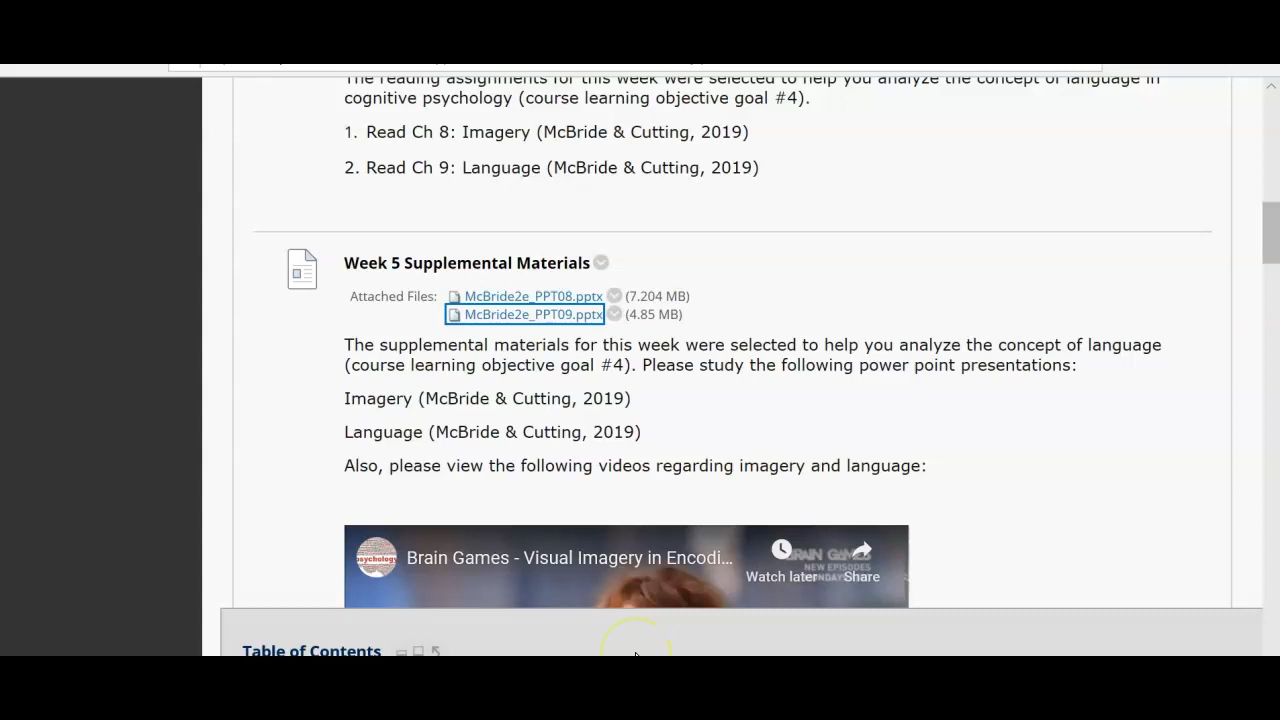 The reading assignments for this week were selected to help you analyze the concept of language in
cognitive psychology (course learning objective goal #4).
1. Read Ch 8: Imagery (McBride & Cutting, 2019)
2. Read Ch 9: Language (McBride & Cutting, 2019)
Week 5 Supplemental Materials
Attached Files: McBride2e_PPT08.pptx (7.204 MB)
McBride2e_PPT09.pptx (4.85 MB)
The supplemental materials for this week were selected to help you analyze the concept of language
(course learning objective goal #4). Please study the following power point presentations:
Imagery (McBride & Cutting, 2019)
Language (McBride & Cutting, 2019)
Also, please view the following videos regarding imagery and language:
psychology
Brain Games - Visual Imagery in Encodi...
BRAIN GAMES
NEW EPISODES
MONDAYS
Watch later Share
Table of Contents